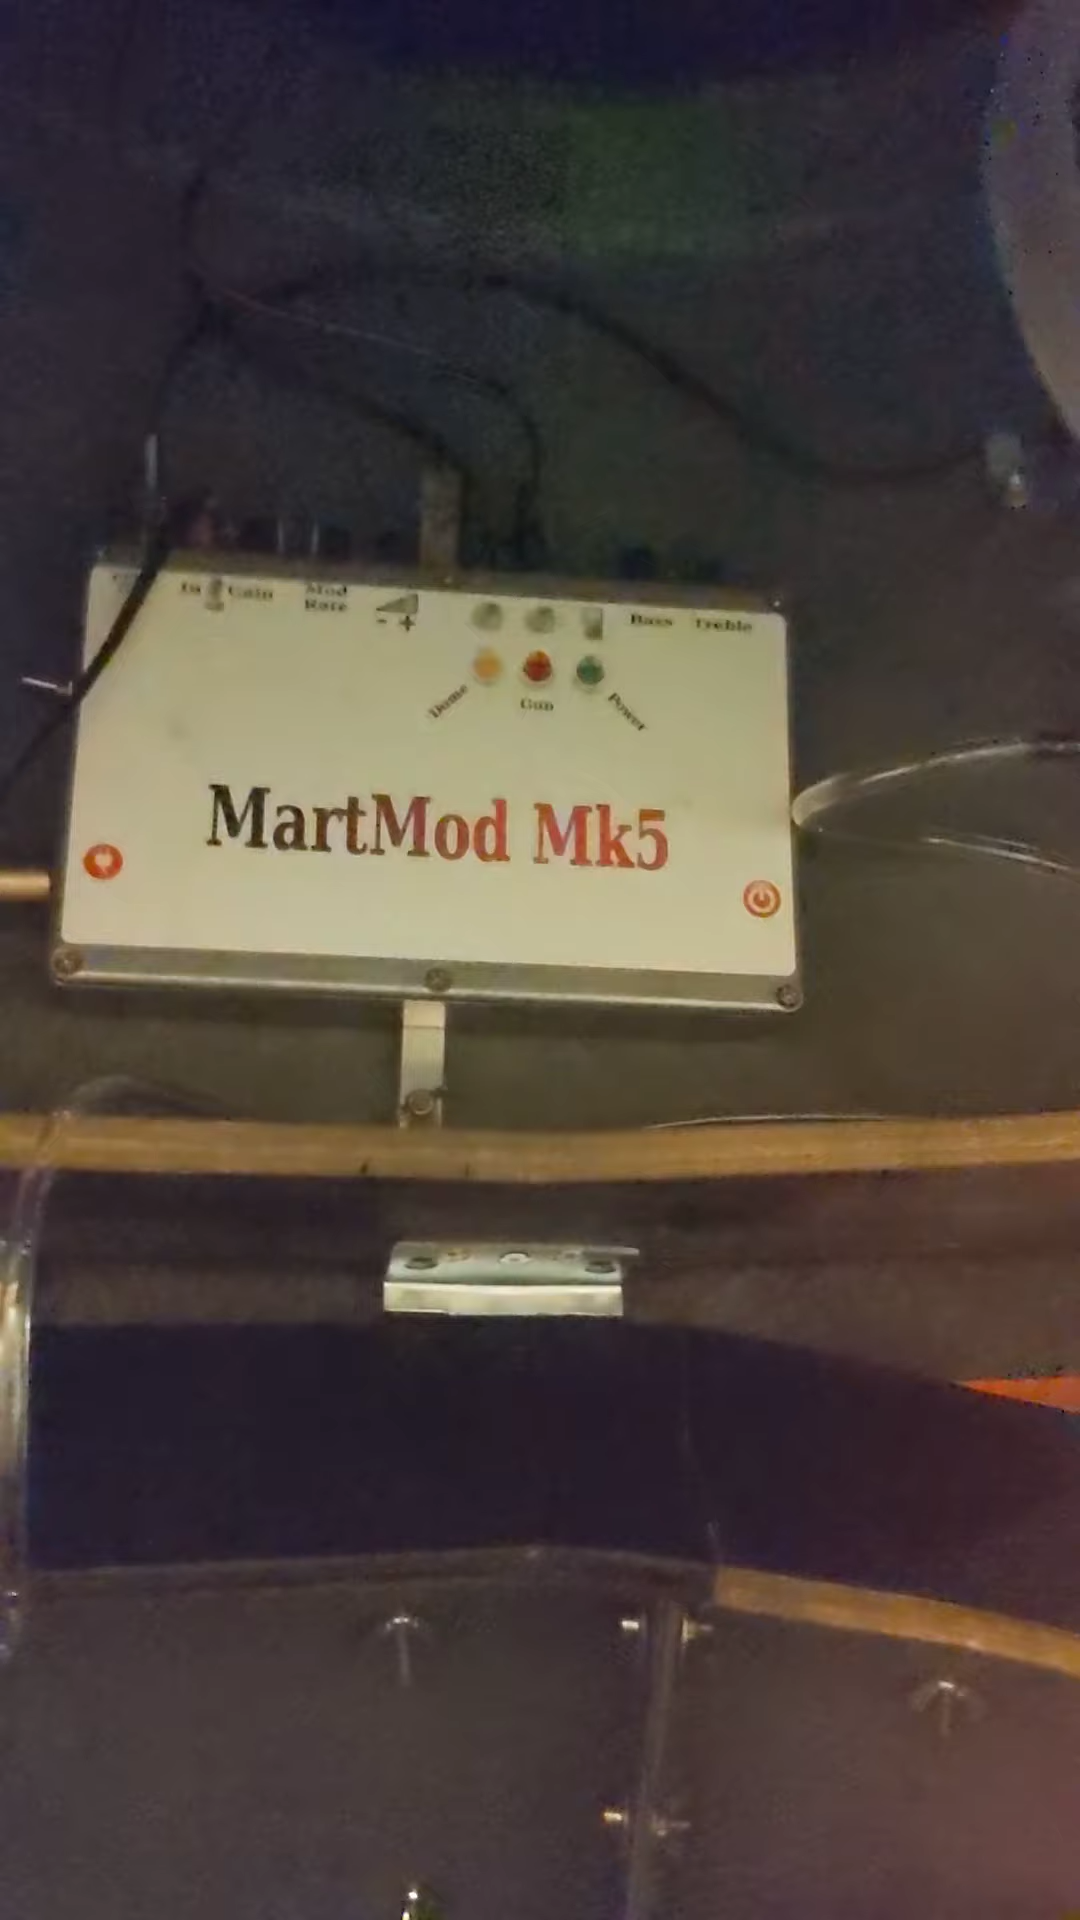 In Gain
Mod
Rate
- +
Bass Treble
Dome Gun Power
MartMod Mk5